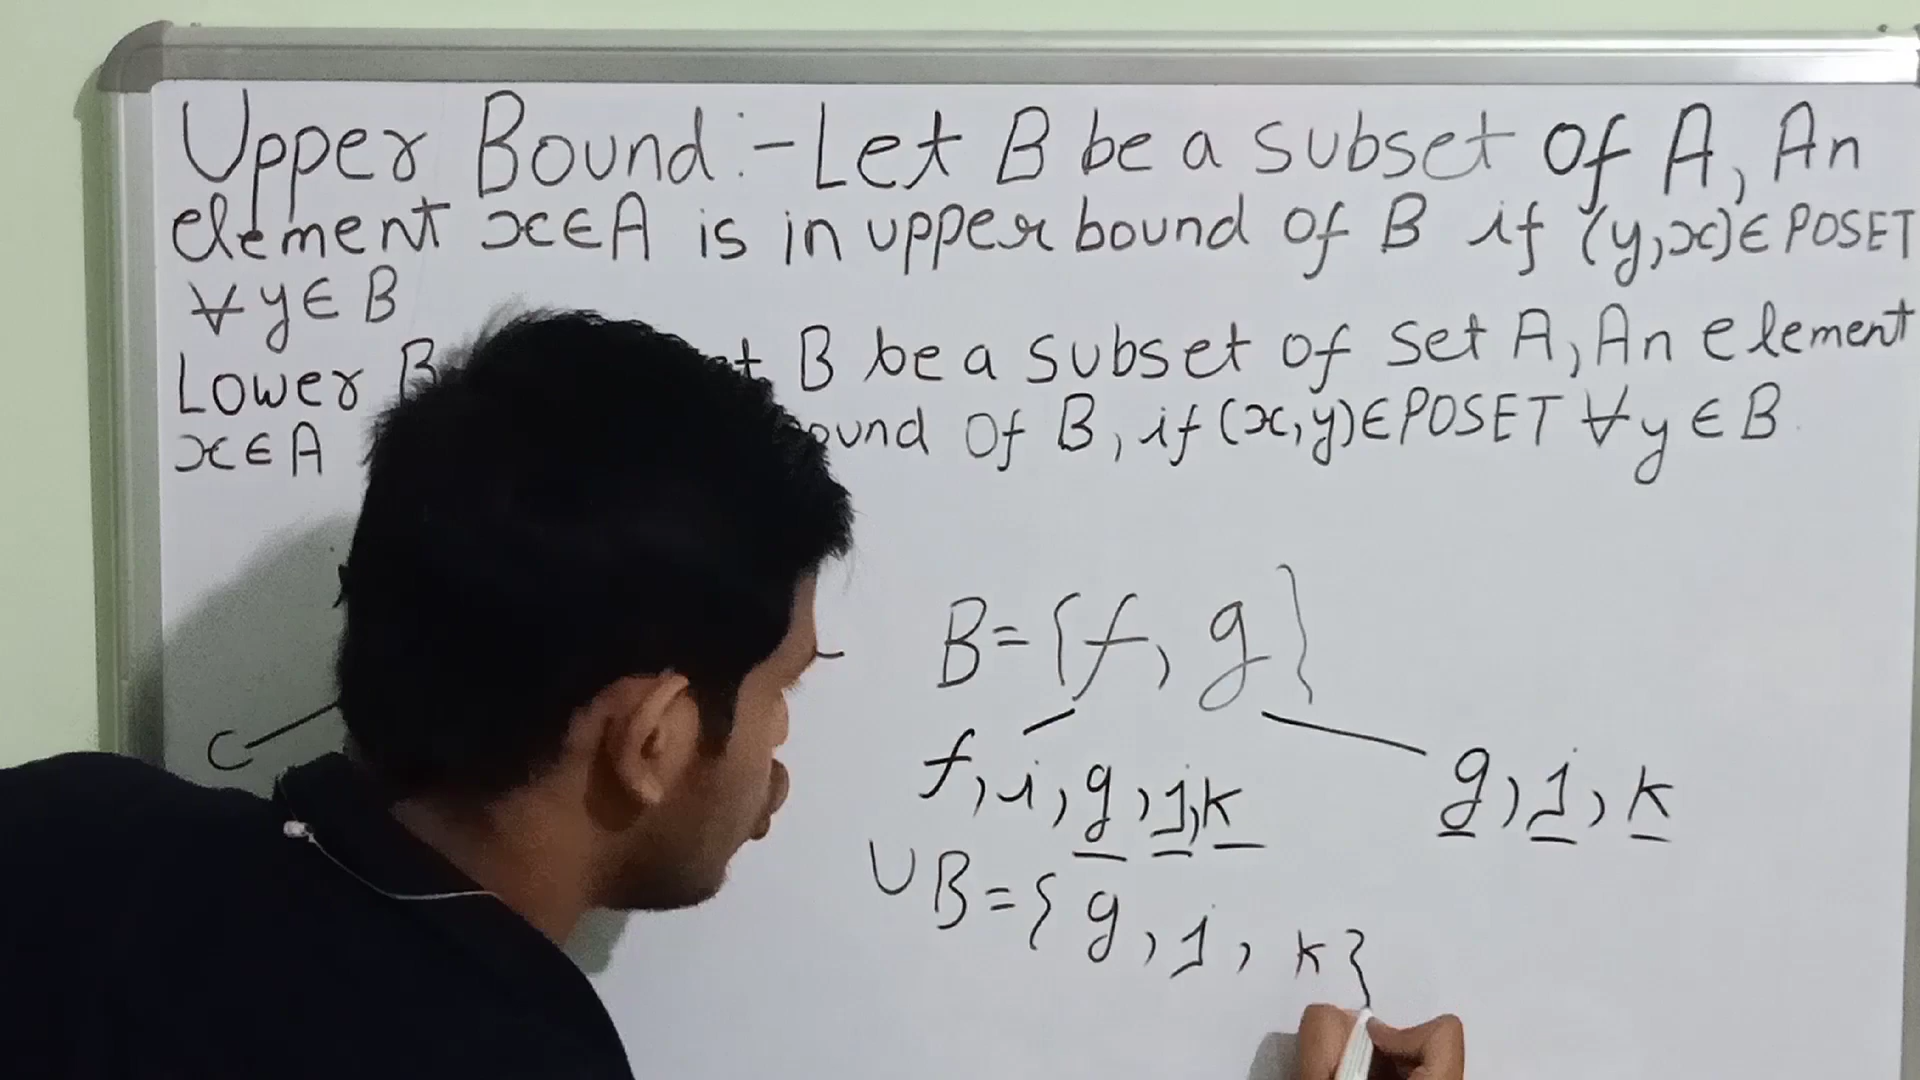 Upper Bound:-Let B be a subset of A, An
element x∈A is in upper bound of B if (y,x)∈POSET
∀ y∈B
Lower B B be a subset of set A, An element
x∈A of B, if (x,y)∈POSET ∀ y∈B
B={f, g}
f, i, g, j, k
g, j, k
UB={g, j, k}
C